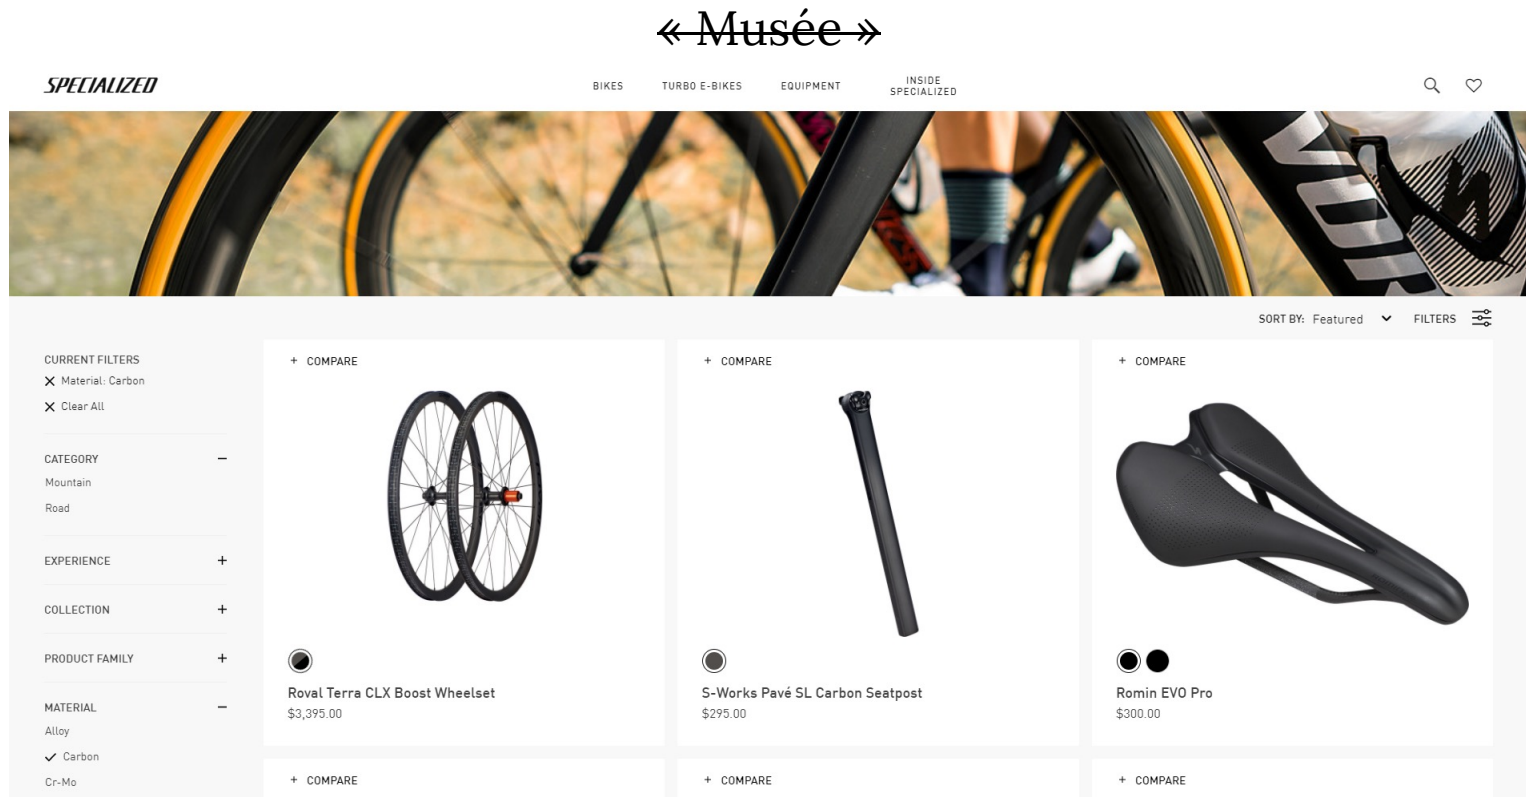 « Musée »
SPECIALIZED
BIKES
TURBO E-BIKES
EQUIPMENT
INSIDE
SPECIALIZED
SORT BY: Featured
FILTERS
CURRENT FILTERS
Material: Carbon
Clear All
CATEGORY
Mountain
Road
EXPERIENCE
COLLECTION
PRODUCT FAMILY
MATERIAL
Alloy
Carbon
Cr-Mo
+ COMPARE
Roval Terra CLX Boost Wheelset
$3,395.00
+ COMPARE
S-Works Pavé SL Carbon Seatpost
$295.00
+ COMPARE
Romin EVO Pro
$300.00
+ COMPARE
+ COMPARE
+ COMPARE